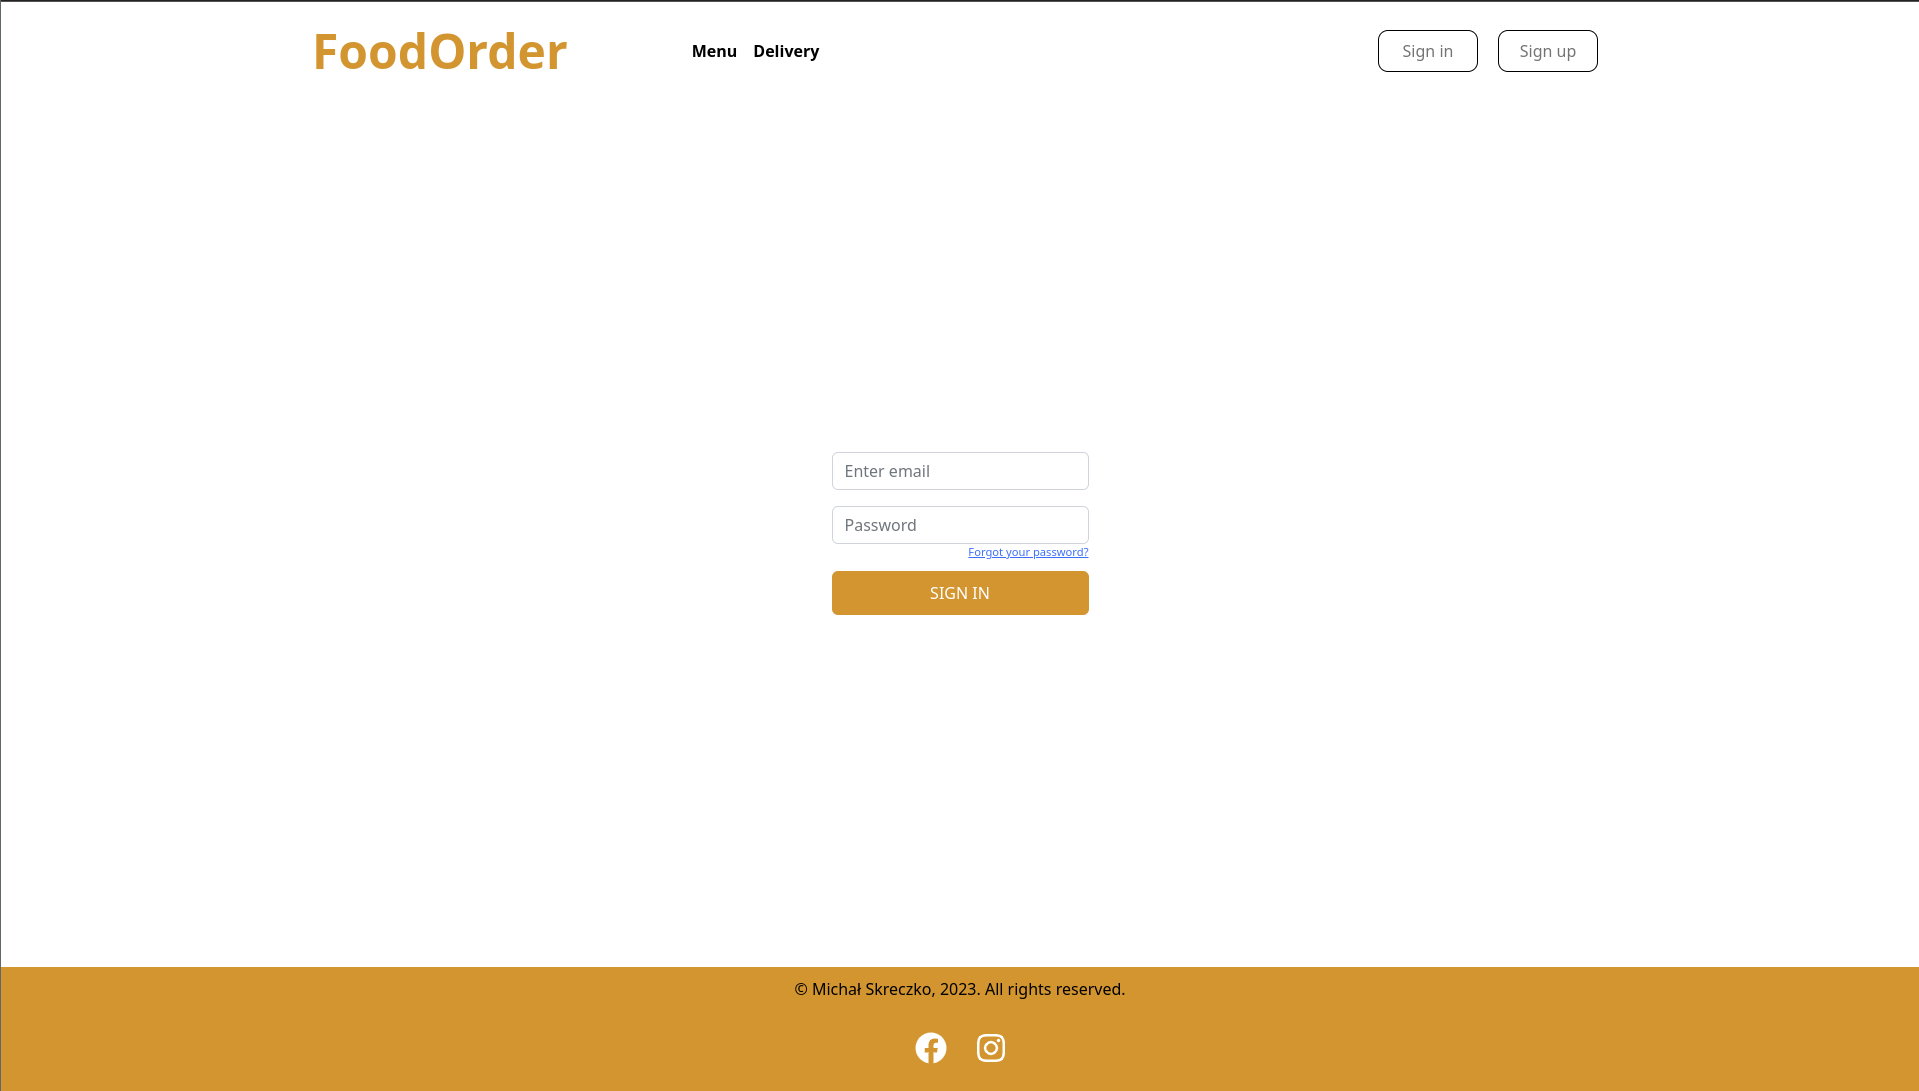 FoodOrder
Menu Delivery
Sign in
Sign up
Enter email
Password
Forgot your password?
SIGN IN
© Michał Skreczko, 2023. All rights reserved.